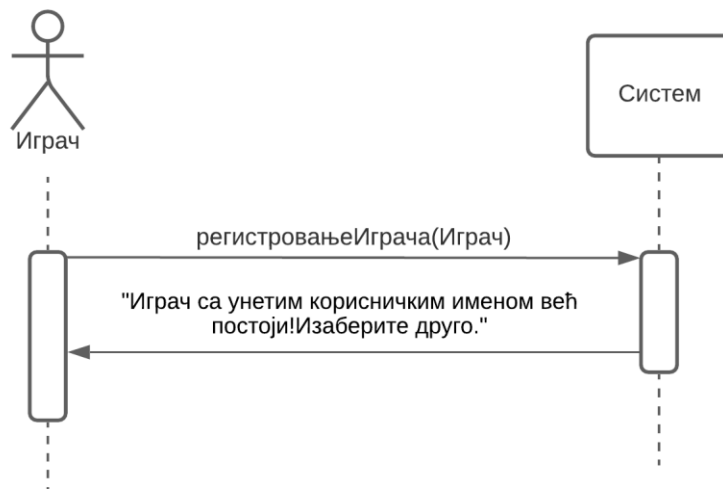 Играч
Систем
регистровањеИграча(Играч)
"Играч са унетим корисничким именом већ
постоји!Изаберите друго."